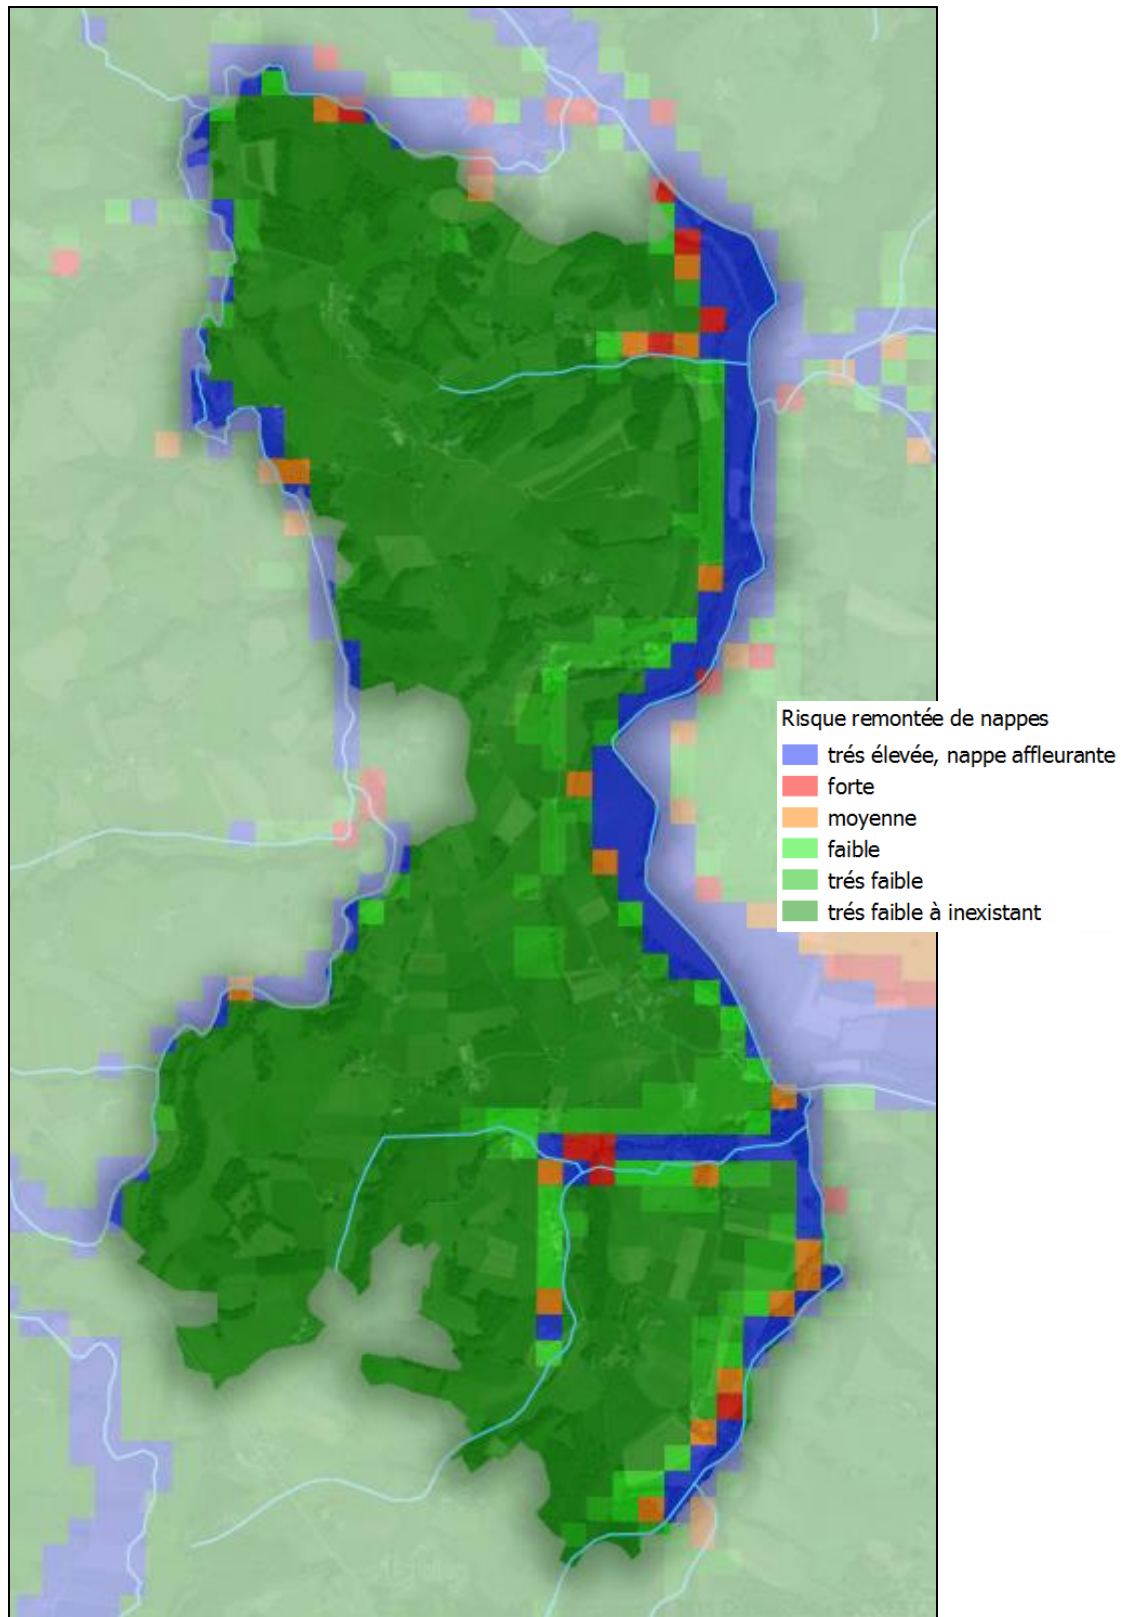 Risque remontée de nappes
trés élevée, nappe affleurante
forte
moyenne
faible
trés faible
trés faible à inexistant